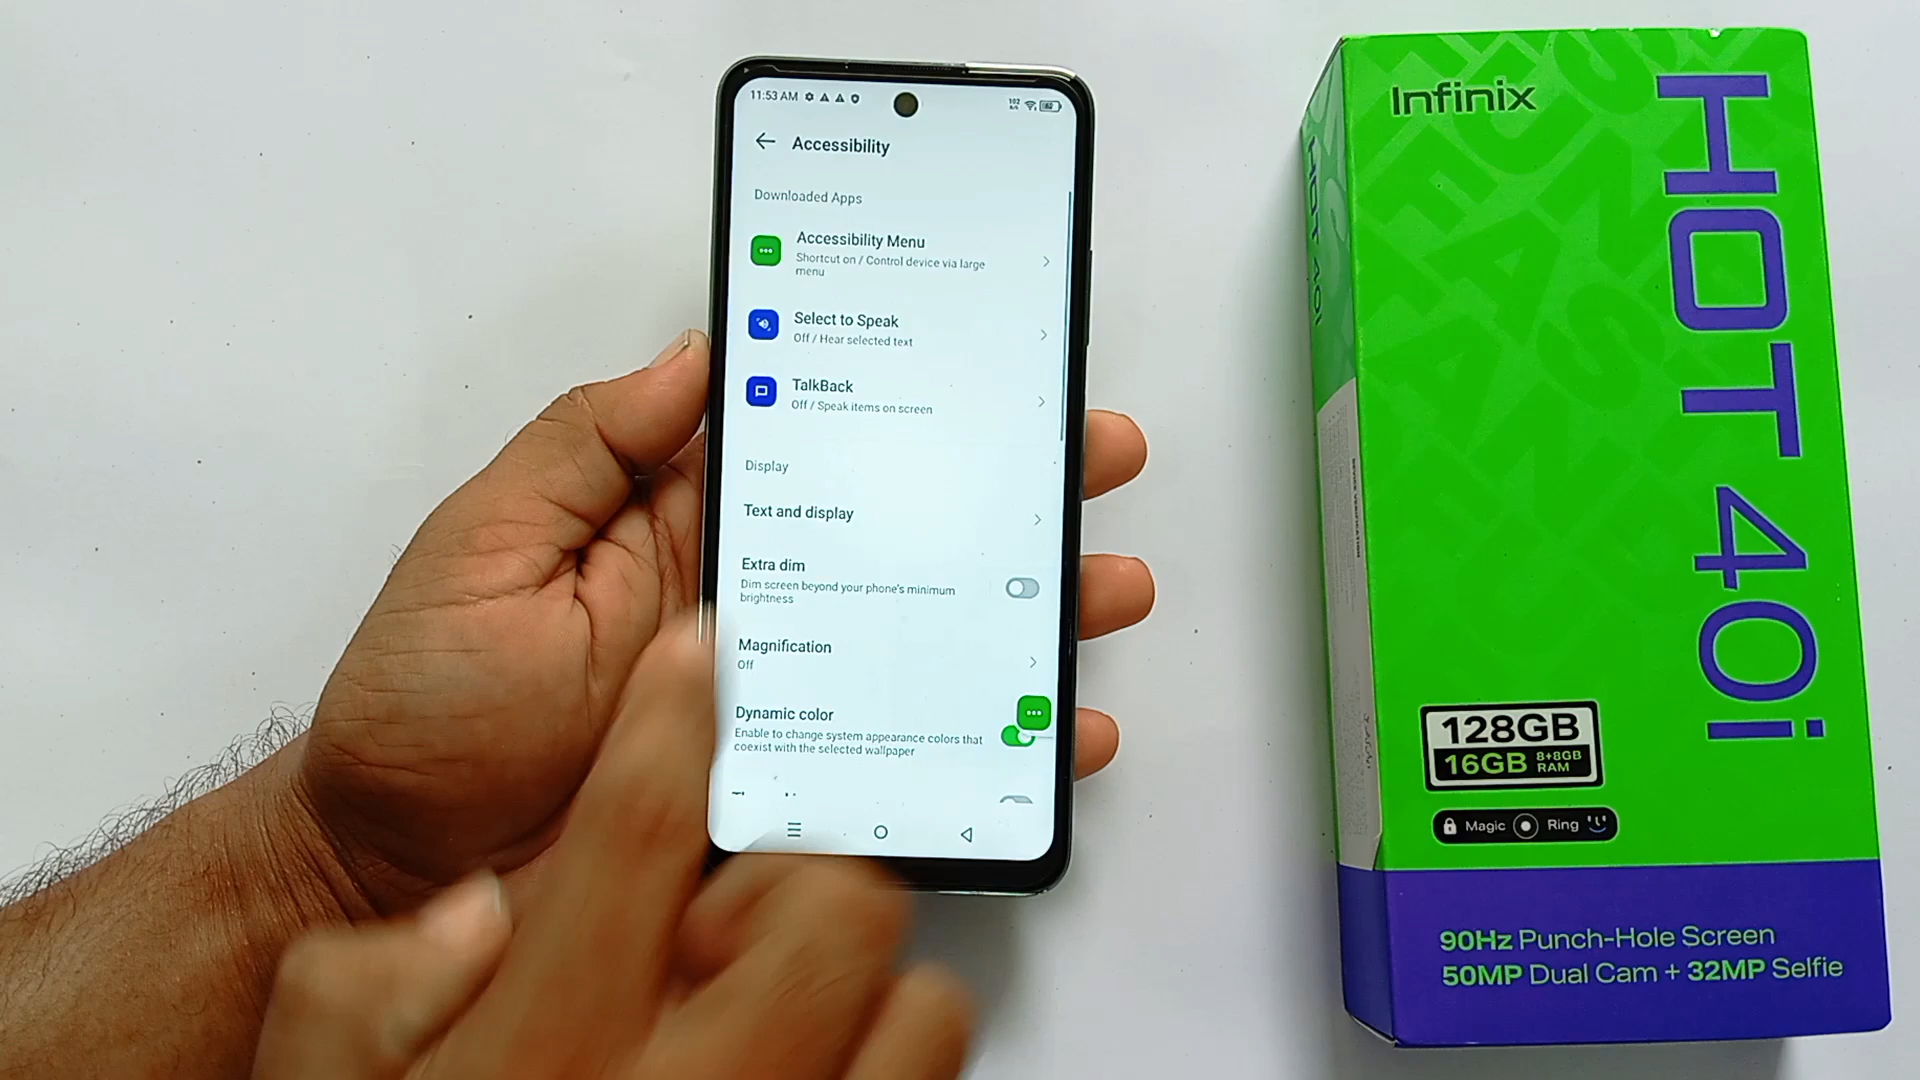 11:53 AM
102
Accessibility
Downloaded Apps
Accessibility Menu
Shortcut on / Control device via large
menu
Select to Speak
Off / Hear selected text
TalkBack
Off / Speak items on screen
Display
Text and display
Extra dim
Dim screen beyond your phone's minimum
brightness
Magnification
Off
Dynamic color
Enable to change system appearance colors that
coexist with the selected wallpaper
Infinix
HOT 40i
HOT 40i
128GB
16GB 8+8GB
RAM
Magic Ring
90Hz Punch-Hole Screen
50MP Dual Cam + 32MP Selfie